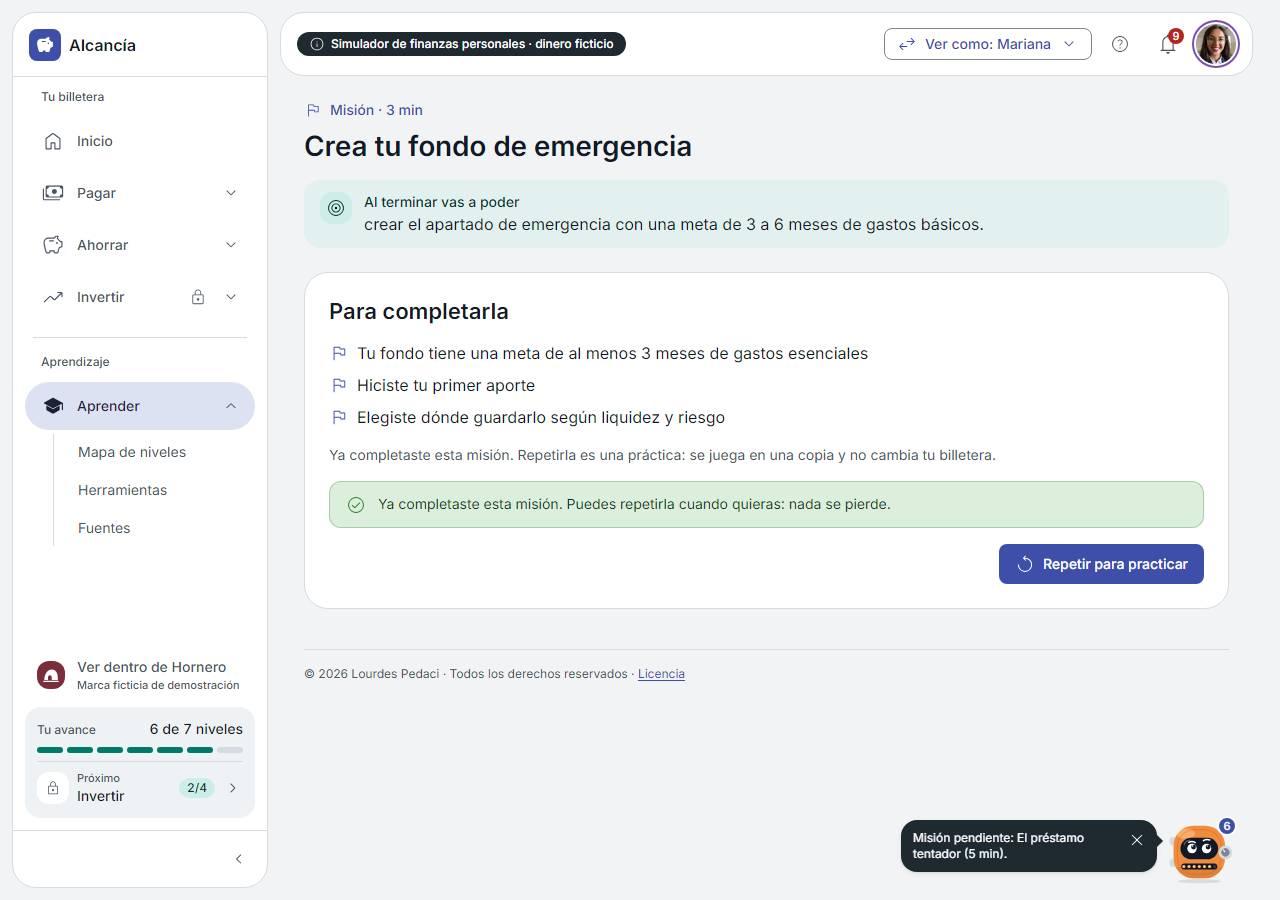 Alcancía
Simulador de finanzas personales · dinero ficticio
Ver como: Mariana
9
Tu billetera
Inicio
Pagar
Ahorrar
Invertir
Aprendizaje
Aprender
Mapa de niveles
Herramientas
Fuentes
Ver dentro de Hornero
Marca ficticia de demostración
Tu avance
6 de 7 niveles
Próximo
Invertir
2/4
Misión · 3 min
Crea tu fondo de emergencia
Al terminar vas a poder
crear el apartado de emergencia con una meta de 3 a 6 meses de gastos básicos.
Para completarla
Tu fondo tiene una meta de al menos 3 meses de gastos esenciales
Hiciste tu primer aporte
Elegiste dónde guardarlo según liquidez y riesgo
Ya completaste esta misión. Repetirla es una práctica: se juega en una copia y no cambia tu billetera.
Ya completaste esta misión. Puedes repetirla cuando quieras: nada se pierde.
Repetir para practicar
© 2026 Lourdes Pedaci · Todos los derechos reservados · Licencia
Misión pendiente: El préstamo
tentador (5 min).
6